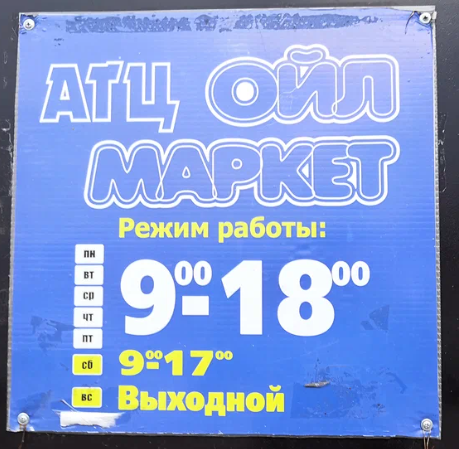 АТЦ ОЙЛ
МАРКЕТ
Режим работы:
пн
вт
ср
чт
пт
9⁰⁰-18⁰⁰
сб 9⁰⁰-17⁰⁰
вс Выходной